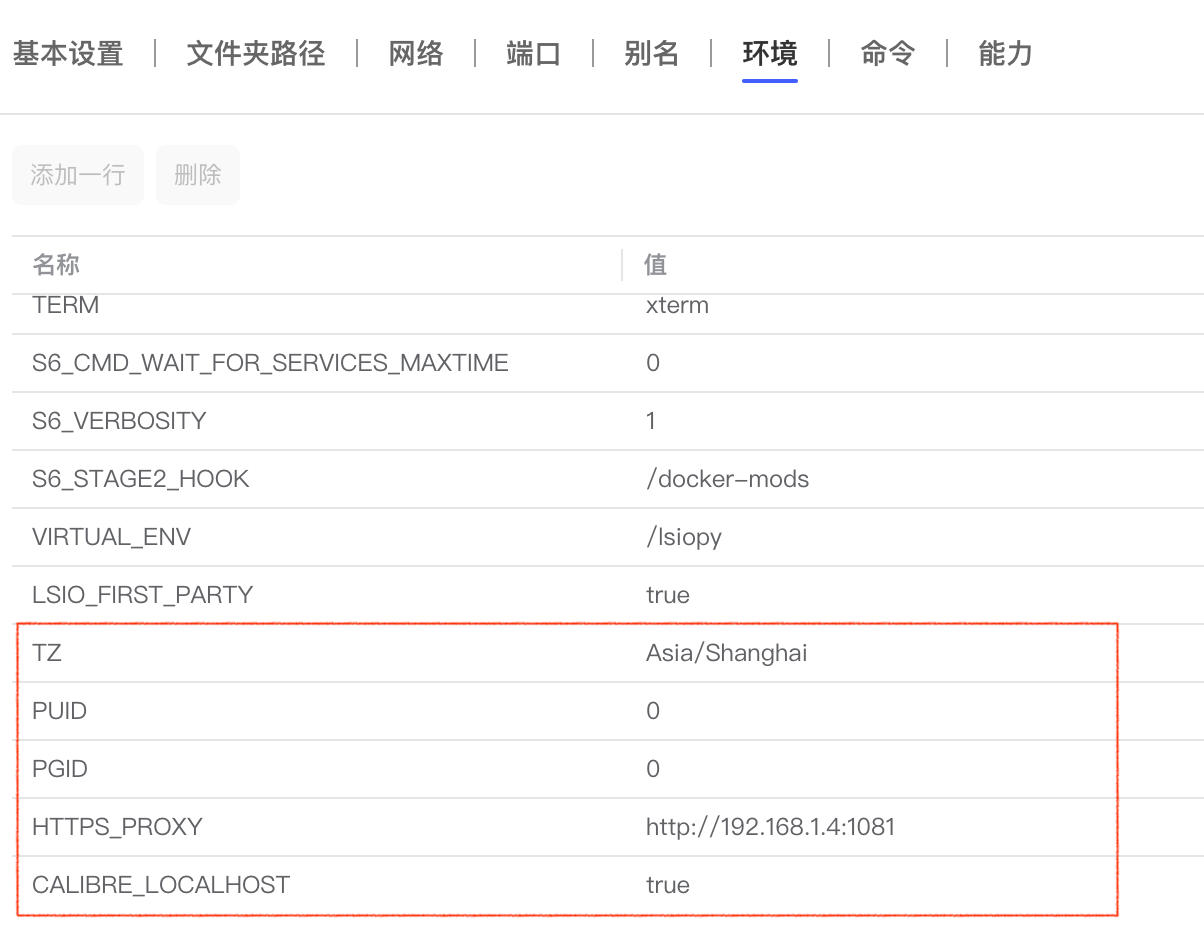 基本设置 | 文件夹路径 | 网络 | 端口 | 别名 | 环境 | 命令 | 能力
添加一行 删除
名称 值
TERM xterm
S6_CMD_WAIT_FOR_SERVICES_MAXTIME 0
S6_VERBOSITY 1
S6_STAGE2_HOOK /docker-mods
VIRTUAL_ENV /lsiopy
LSIO_FIRST_PARTY true
TZ Asia/Shanghai
PUID 0
PGID 0
HTTPS_PROXY http://192.168.1.4:1081
CALIBRE_LOCALHOST true